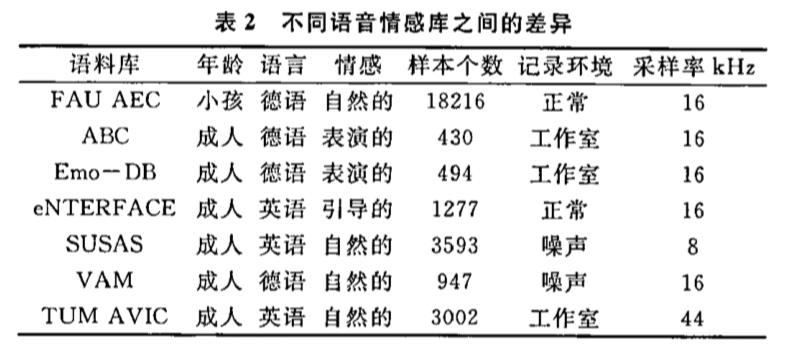 表 2 不同语音情感库之间的差异
语料库 年龄 语言 情感 样本个数 记录环境 采样率 kHz
FAU AEC 小孩 德语 自然的 18216 正常 16
ABC 成人 德语 表演的 430 工作室 16
Emo－DB 成人 德语 表演的 494 工作室 16
eNTERFACE 成人 英语 引导的 1277 正常 16
SUSAS 成人 英语 自然的 3593 噪声 8
VAM 成人 德语 自然的 947 噪声 16
TUM AVIC 成人 英语 自然的 3002 工作室 44